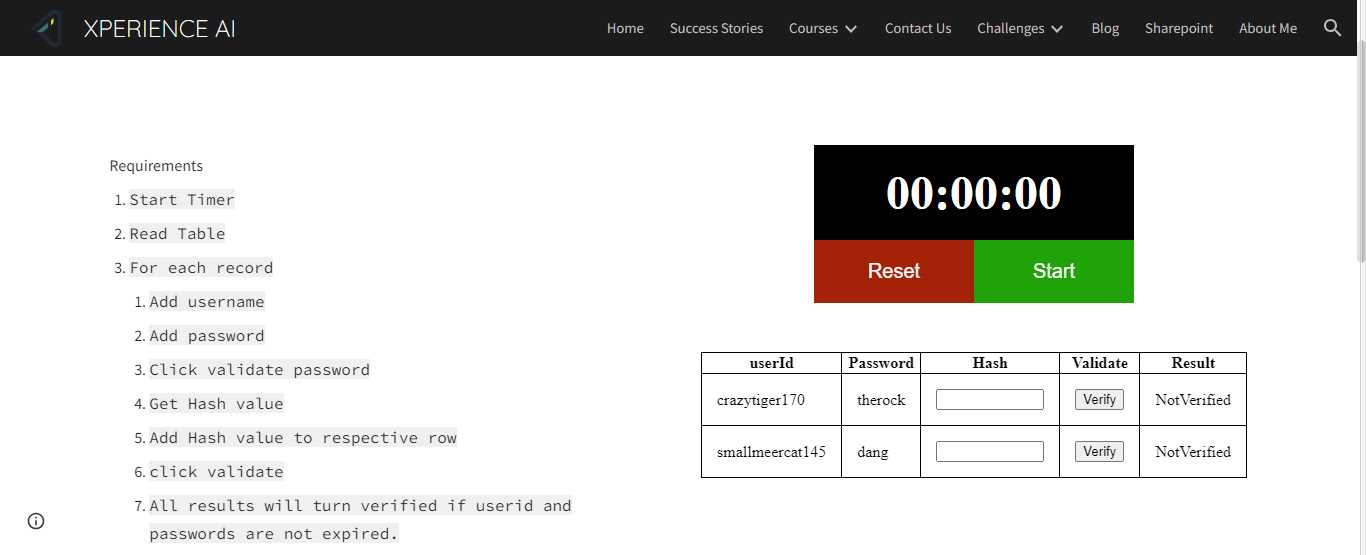 XPERIENCE AI
Home Success Stories Courses Contact Us Challenges Blog Sharepoint About Me
Requirements
1. Start Timer
2. Read Table
3. For each record
1. Add username
2. Add password
3. Click validate password
4. Get Hash value
5. Add Hash value to respective row
6. click validate
7. All results will turn verified if userid and
passwords are not expired.
00:00:00
Reset Start
userId Password Hash Validate Result
crazytiger170 therock Verify NotVerified
smallmeercat145 dang Verify NotVerified